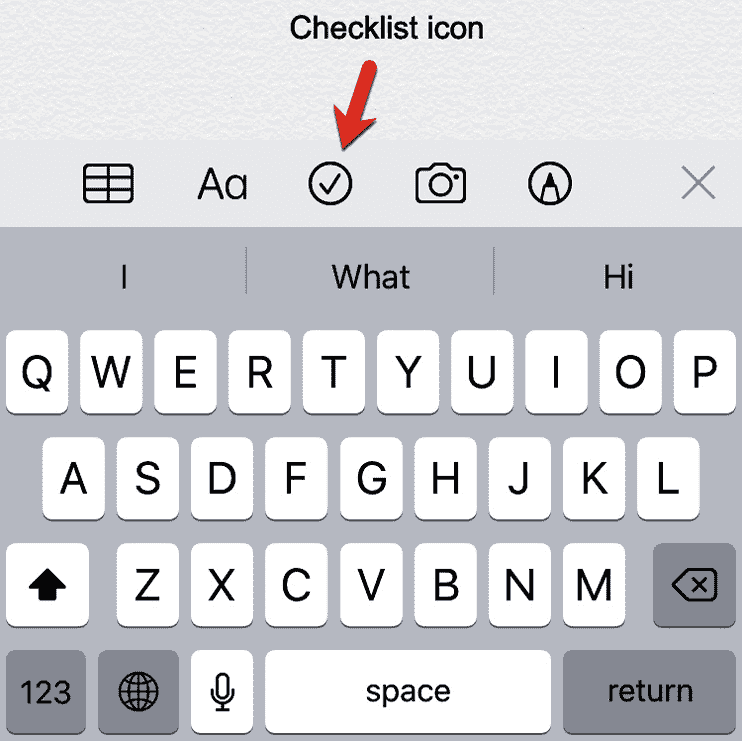 Checklist icon
Aa
I What Hi
Q W E R T Y U I O P
A S D F G H J K L
Z X C V B N M
123 space return